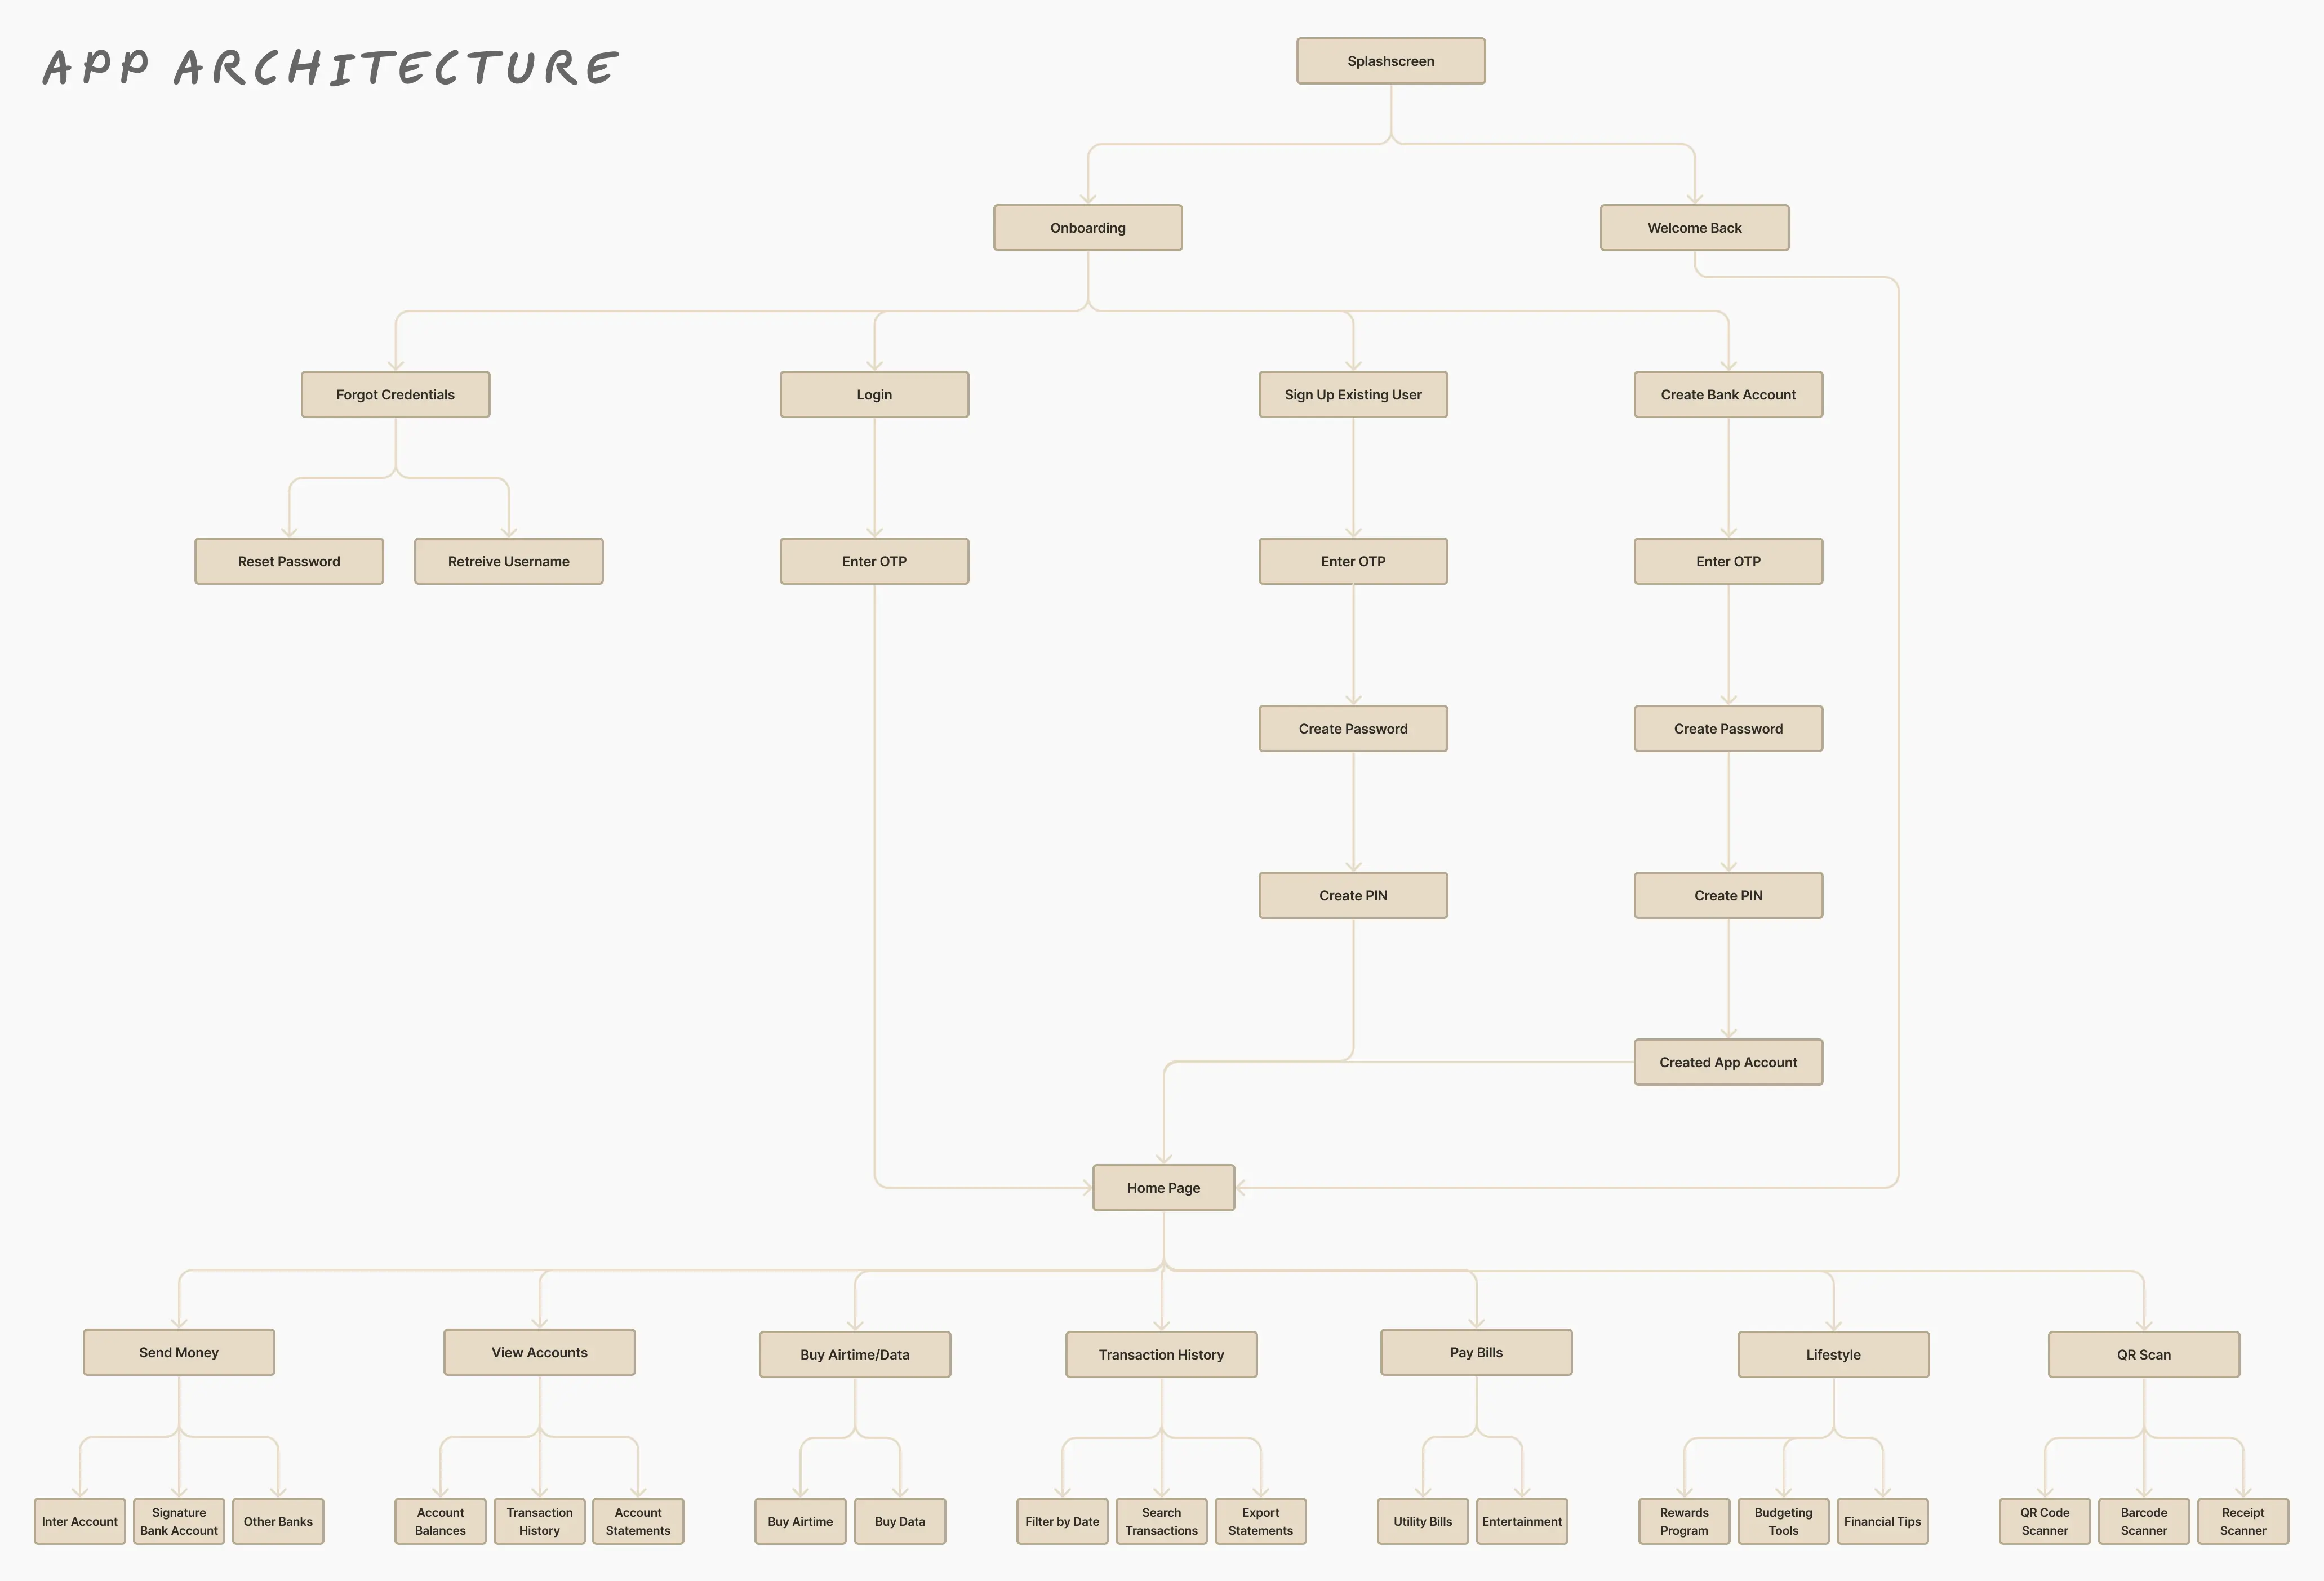 APP ARCHITECTURE
Splashscreen
Onboarding
Welcome Back
Forgot Credentials
Login
Sign Up Existing User
Create Bank Account
Reset Password
Retreive Username
Enter OTP
Enter OTP
Enter OTP
Create Password
Create Password
Create PIN
Create PIN
Created App Account
Home Page
Send Money
View Accounts
Buy Airtime/Data
Transaction History
Pay Bills
Lifestyle
QR Scan
Inter Account
Signature
Bank Account
Other Banks
Account
Balances
Transaction
History
Account
Statements
Buy Airtime
Buy Data
Filter by Date
Search
Transactions
Export
Statements
Utility Bills
Entertainment
Rewards
Program
Budgeting
Tools
Financial Tips
QR Code
Scanner
Barcode
Scanner
Receipt
Scanner